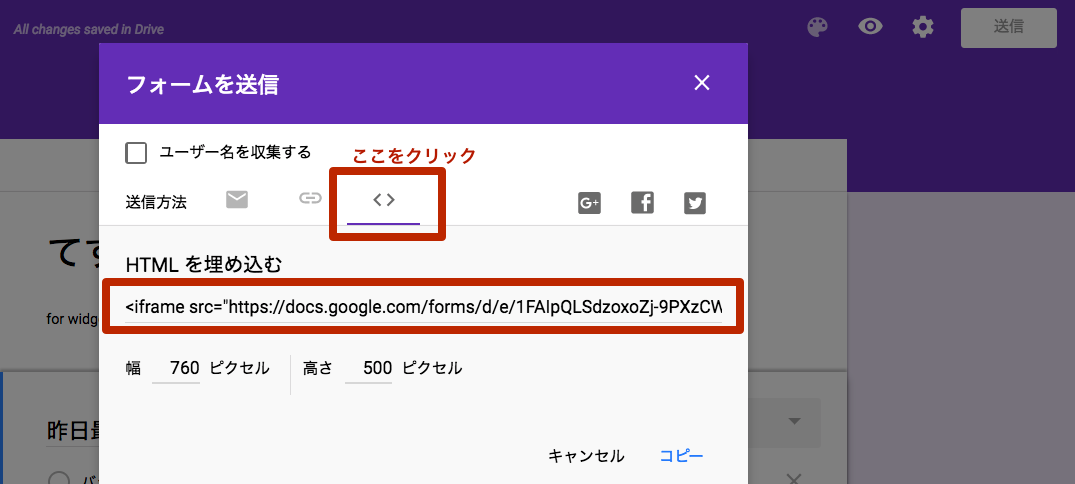 All changes saved in Drive
送信
フォームを送信
ユーザー名を収集する
ここをクリック
送信方法
G+
HTML を埋め込む
<iframe src="https://docs.google.com/forms/d/e/1FAIpQLSdzoxoZj-9PXzCW
幅 760 ピクセル 高さ 500 ピクセル
for widg
昨日
キャンセル コピー